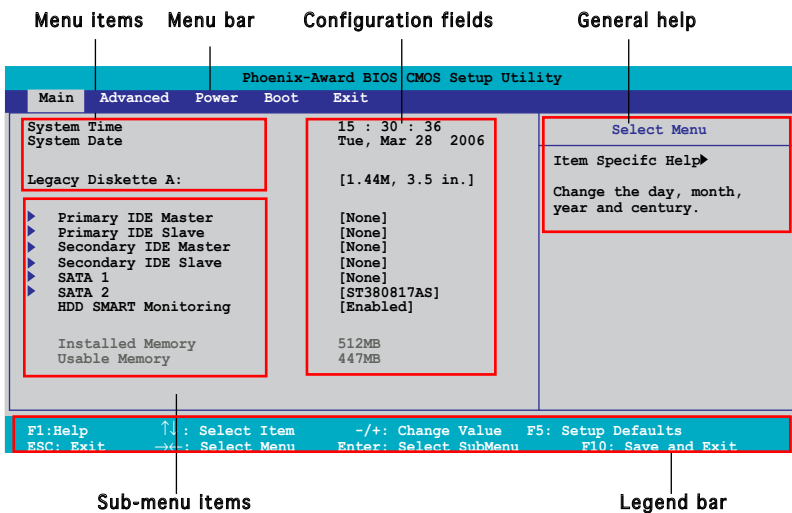 Menu items Menu bar Configuration fields General help
Phoenix-Award BIOS CMOS Setup Utility
Main Advanced Power Boot Exit
System Time 15 : 30 : 36
System Date Tue, Mar 28 2006
Legacy Diskette A: [1.44M, 3.5 in.]
Primary IDE Master [None]
Primary IDE Slave [None]
Secondary IDE Master [None]
Secondary IDE Slave [None]
SATA 1 [None]
SATA 2 [ST380817AS]
HDD SMART Monitoring [Enabled]
Installed Memory 512MB
Usable Memory 447MB
Select Menu
Item Specifc Help
Change the day, month,
year and century.
F1:Help ↑↓: Select Item -/+: Change Value F5: Setup Defaults
ESC: Exit →←: Select Menu Enter: Select SubMenu F10: Save and Exit
Sub-menu items Legend bar